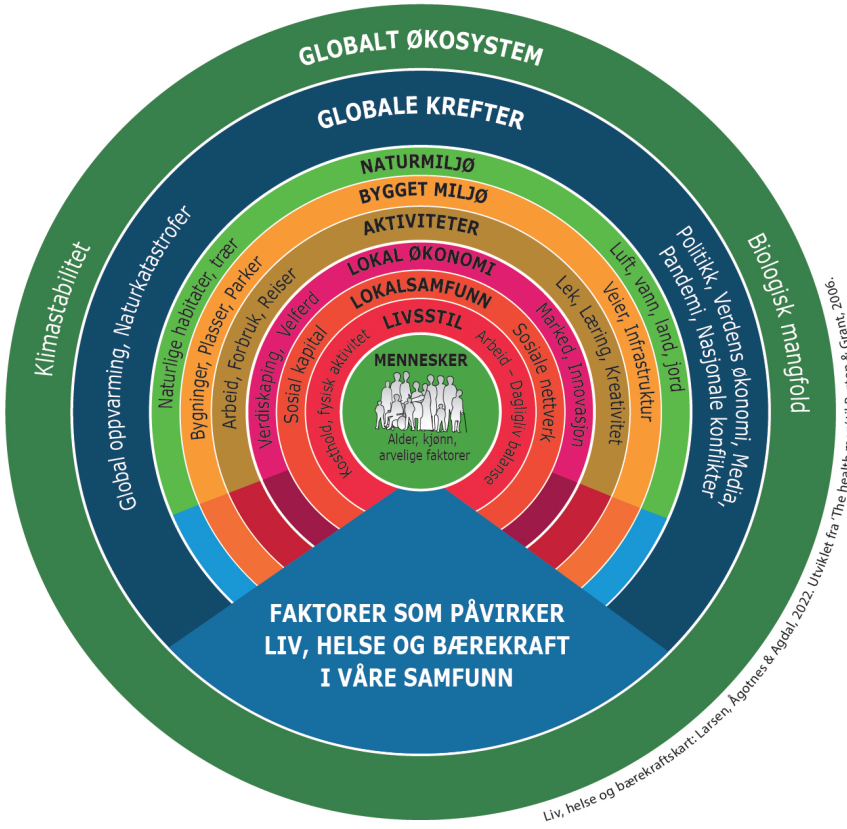 GLOBALT ØKOSYSTEM
Klimastabilitet
Biologisk mangfold
GLOBALE KREFTER
Global oppvarming, Naturkatastrofer
Politikk, Verdens økonomi, Media,
Pandemi, Nasjonale konflikter
NATURMILJØ
Naturlige habitater, trær
Luft, vann, land, jord
BYGGET MILJØ
Bygninger, Plasser, Parker
Veier, Infrastruktur
AKTIVITETER
Arbeid, Forbruk, Reiser
Lek, Læring, Kreativitet
LOKAL ØKONOMI
Verdiskaping, Velferd
Marked, Innovasjon
LOKALSAMFUNN
Sosial kapital
Sosiale nettverk
LIVSSTIL
Kosthold, fysisk aktivitet
Arbeid – Dagligliv balanse
MENNESKER
Alder, kjønn,
arvelige faktorer
FAKTORER SOM PÅVIRKER
LIV, HELSE OG BÆREKRAFT
I VÅRE SAMFUNN
Liv, helse og bærekraftskart: Larsen, Ågotnes & Agdal, 2022. Utviklet fra 'The health & Grant, 2006.